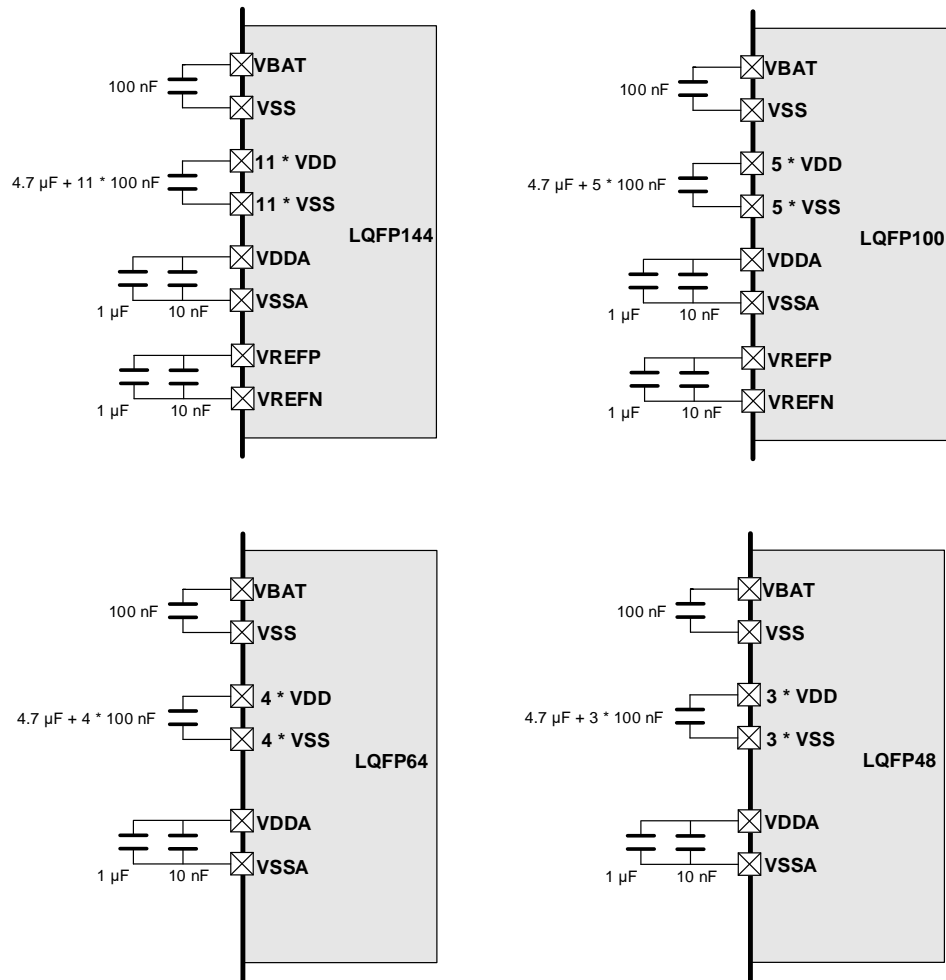 VBAT
100 nF
VSS
11 * VDD
4.7 µF + 11 * 100 nF
11 * VSS
LQFP144
VDDA
VSSA
1 µF
10 nF
VREFP
VREFN
1 µF
10 nF
VBAT
100 nF
VSS
5 * VDD
4.7 µF + 5 * 100 nF
5 * VSS
LQFP100
VDDA
VSSA
1 µF
10 nF
VREFP
VREFN
1 µF
10 nF
VBAT
100 nF
VSS
4 * VDD
4.7 µF + 4 * 100 nF
4 * VSS
LQFP64
VDDA
VSSA
1 µF
10 nF
VBAT
100 nF
VSS
3 * VDD
4.7 µF + 3 * 100 nF
3 * VSS
LQFP48
VDDA
VSSA
1 µF
10 nF